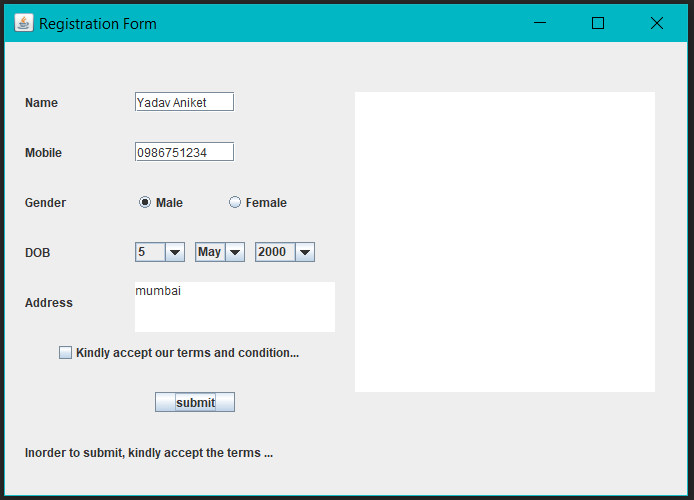 Registration Form
Name Yadav Aniket
Mobile 0986751234
Gender Male Female
DOB 5 May 2000
Address mumbai
Kindly accept our terms and condition...
submit
Inorder to submit, kindly accept the terms ...